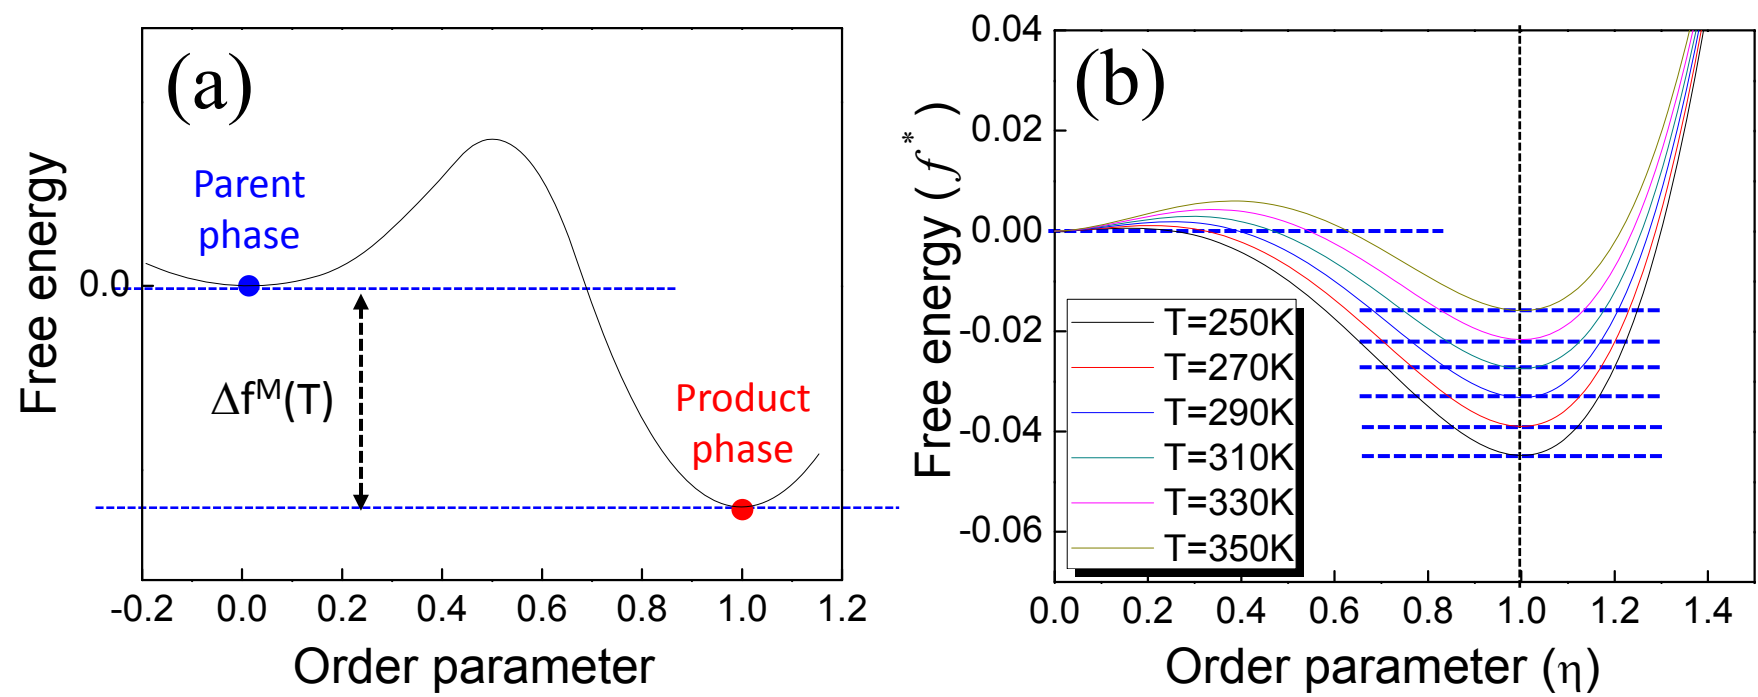 (a)
Free energy
0.0
Parent
phase
Δfᴹ(T)
Product
phase
-0.2 0.0 0.2 0.4 0.6 0.8 1.0 1.2
Order parameter
(b)
Free energy (f*)
0.04
0.02
0.00
-0.02
-0.04
-0.06
T=250K
T=270K
T=290K
T=310K
T=330K
T=350K
0.0 0.2 0.4 0.6 0.8 1.0 1.2 1.4
Order parameter (η)